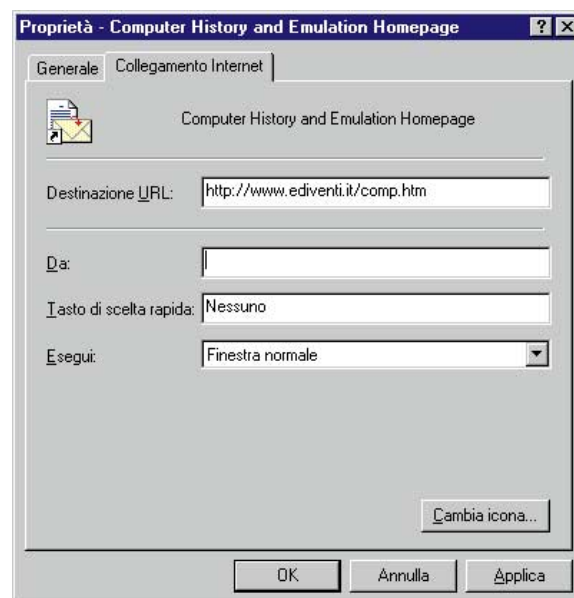 Proprietà - Computer History and Emulation Homepage
Generale Collegamento Internet
Computer History and Emulation Homepage
Destinazione URL: http://www.ediventi.it/comp.htm
Da:
Tasto di scelta rapida: Nessuno
Esegui: Finestra normale
Cambia icona...
OK Annulla Applica